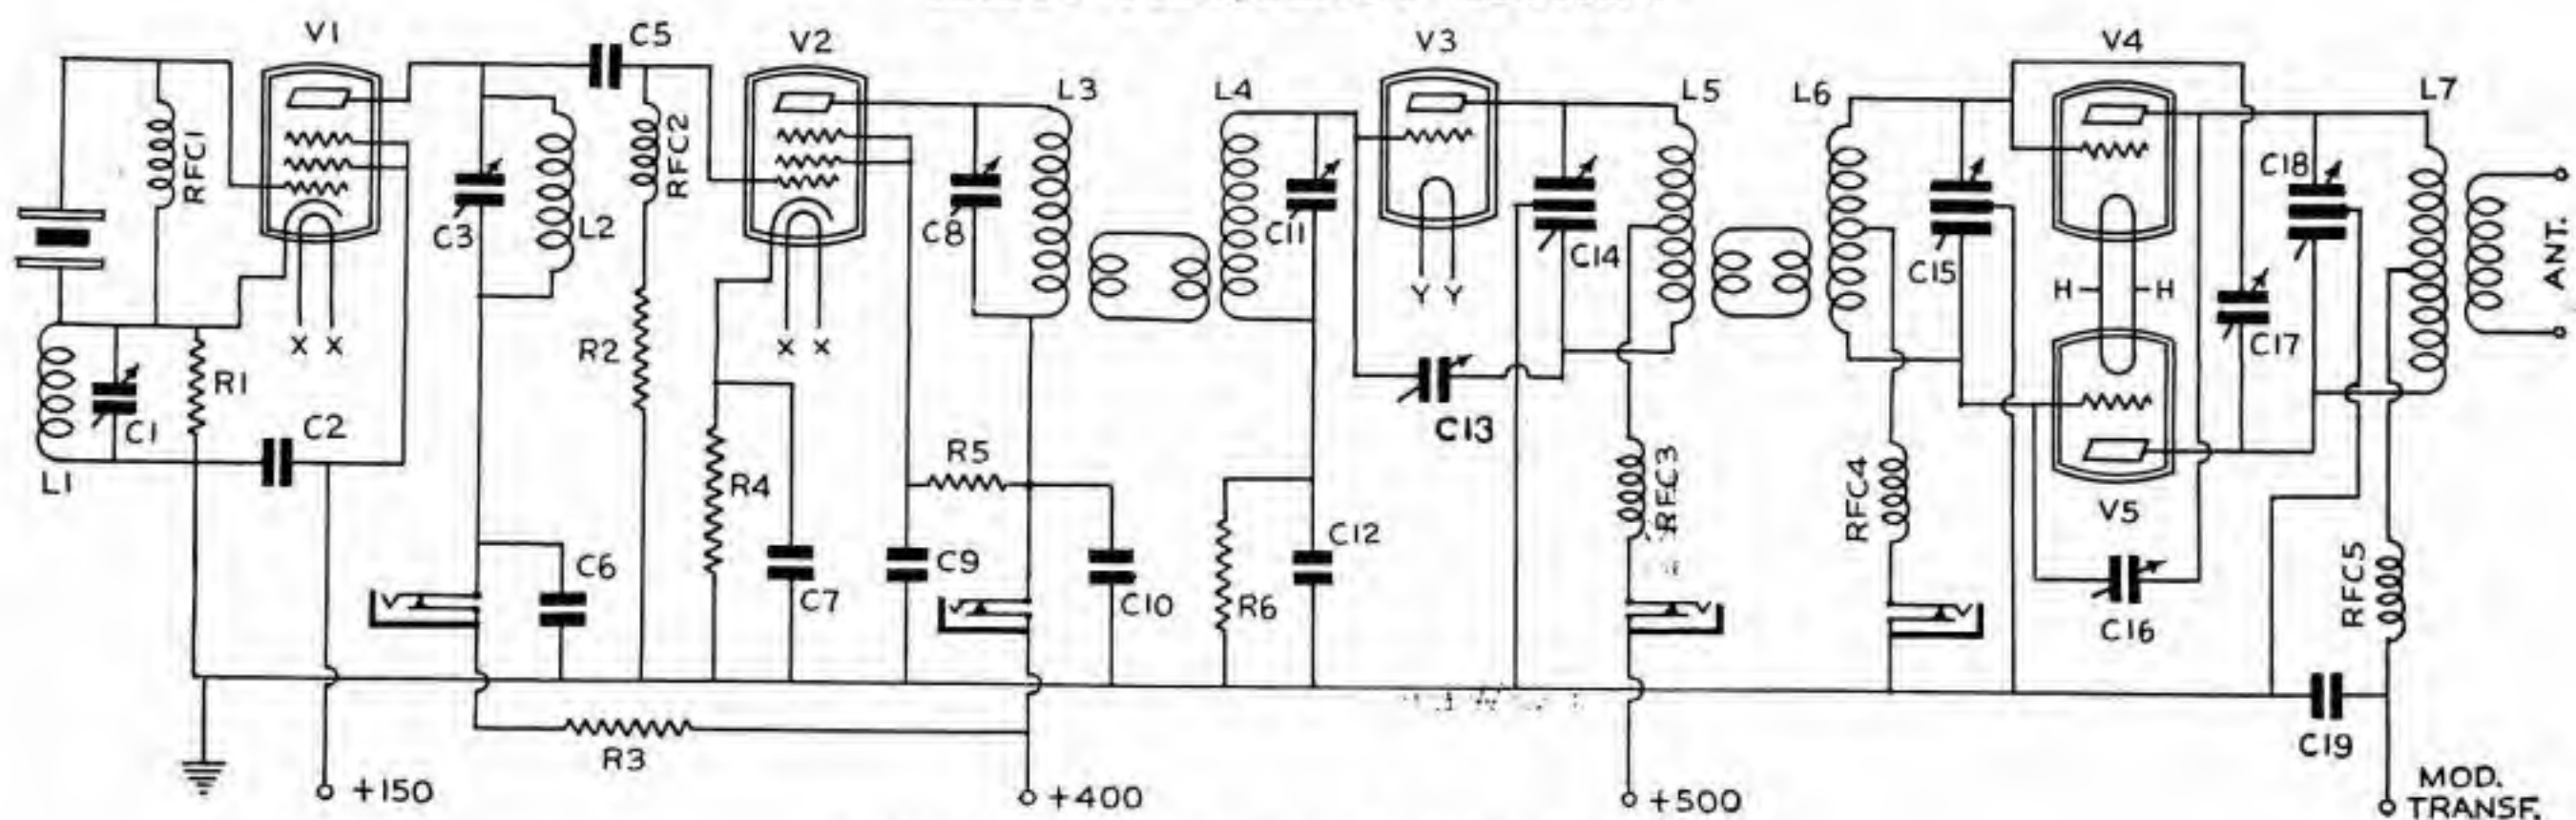 V1
C5
V2
V3
V4
L3
L4
L5
L6
L7
RFC1
RFC2
C18
C3
L2
C8
C11
C14
C15
ANT.
Y Y
H H
X X
R2
X X
C17
R1
C1
C2
C13
L1
R5
R4
RFC3
RFC4
V5
C6
C7
C9
C10
C12
R6
C16
RFC5
R3
C19
+150
+400
+500
MOD.
TRANSF.